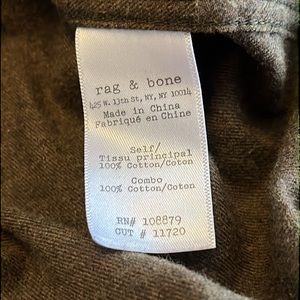 rag & bone
425 W. 13th St, NY, NY 10014
Made in China
Fabriqué en Chine
Self/
Tissu principal
100% Cotton/Coton
Combo
100% Cotton/Coton
RN# 108879
CUT # 11720